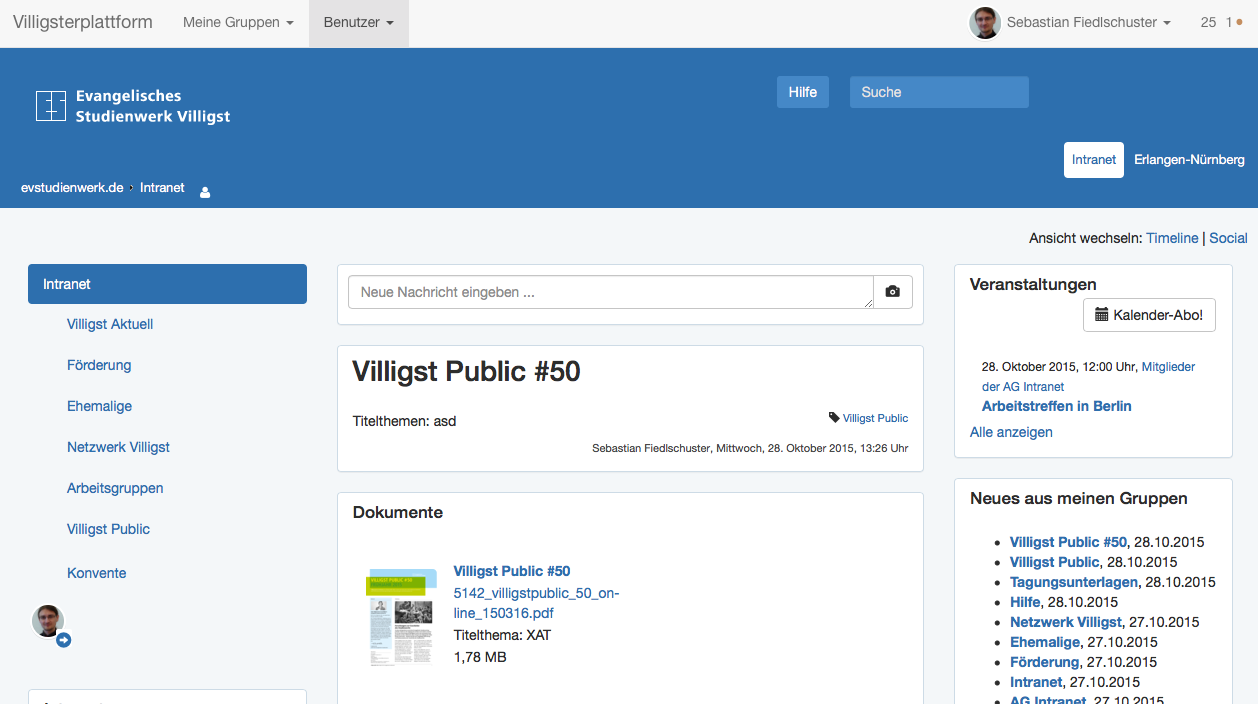 Villigsterplattform
Meine Gruppen
Benutzer
Sebastian Fiedlschuster
25 1
Evangelisches
Studienwerk Villigst
Hilfe
Suche
Intranet
Erlangen-Nürnberg
evstudienwerk.de › Intranet
Ansicht wechseln: Timeline | Social
Intranet
Villigst Aktuell
Förderung
Ehemalige
Netzwerk Villigst
Arbeitsgruppen
Villigst Public
Konvente
Neue Nachricht eingeben ...
Villigst Public #50
Titelthemen: asd
Villigst Public
Sebastian Fiedlschuster, Mittwoch, 28. Oktober 2015, 13:26 Uhr
Dokumente
Villigst Public #50
5142_villigstpublic_50_on-
line_150316.pdf
Titelthema: XAT
1,78 MB
Veranstaltungen
Kalender-Abo!
28. Oktober 2015, 12:00 Uhr, Mitglieder
der AG Intranet
Arbeitstreffen in Berlin
Alle anzeigen
Neues aus meinen Gruppen
Villigst Public #50, 28.10.2015
Villigst Public, 28.10.2015
Tagungsunterlagen, 28.10.2015
Hilfe, 28.10.2015
Netzwerk Villigst, 27.10.2015
Ehemalige, 27.10.2015
Förderung, 27.10.2015
Intranet, 27.10.2015
AG Intranet, 27.10.2015